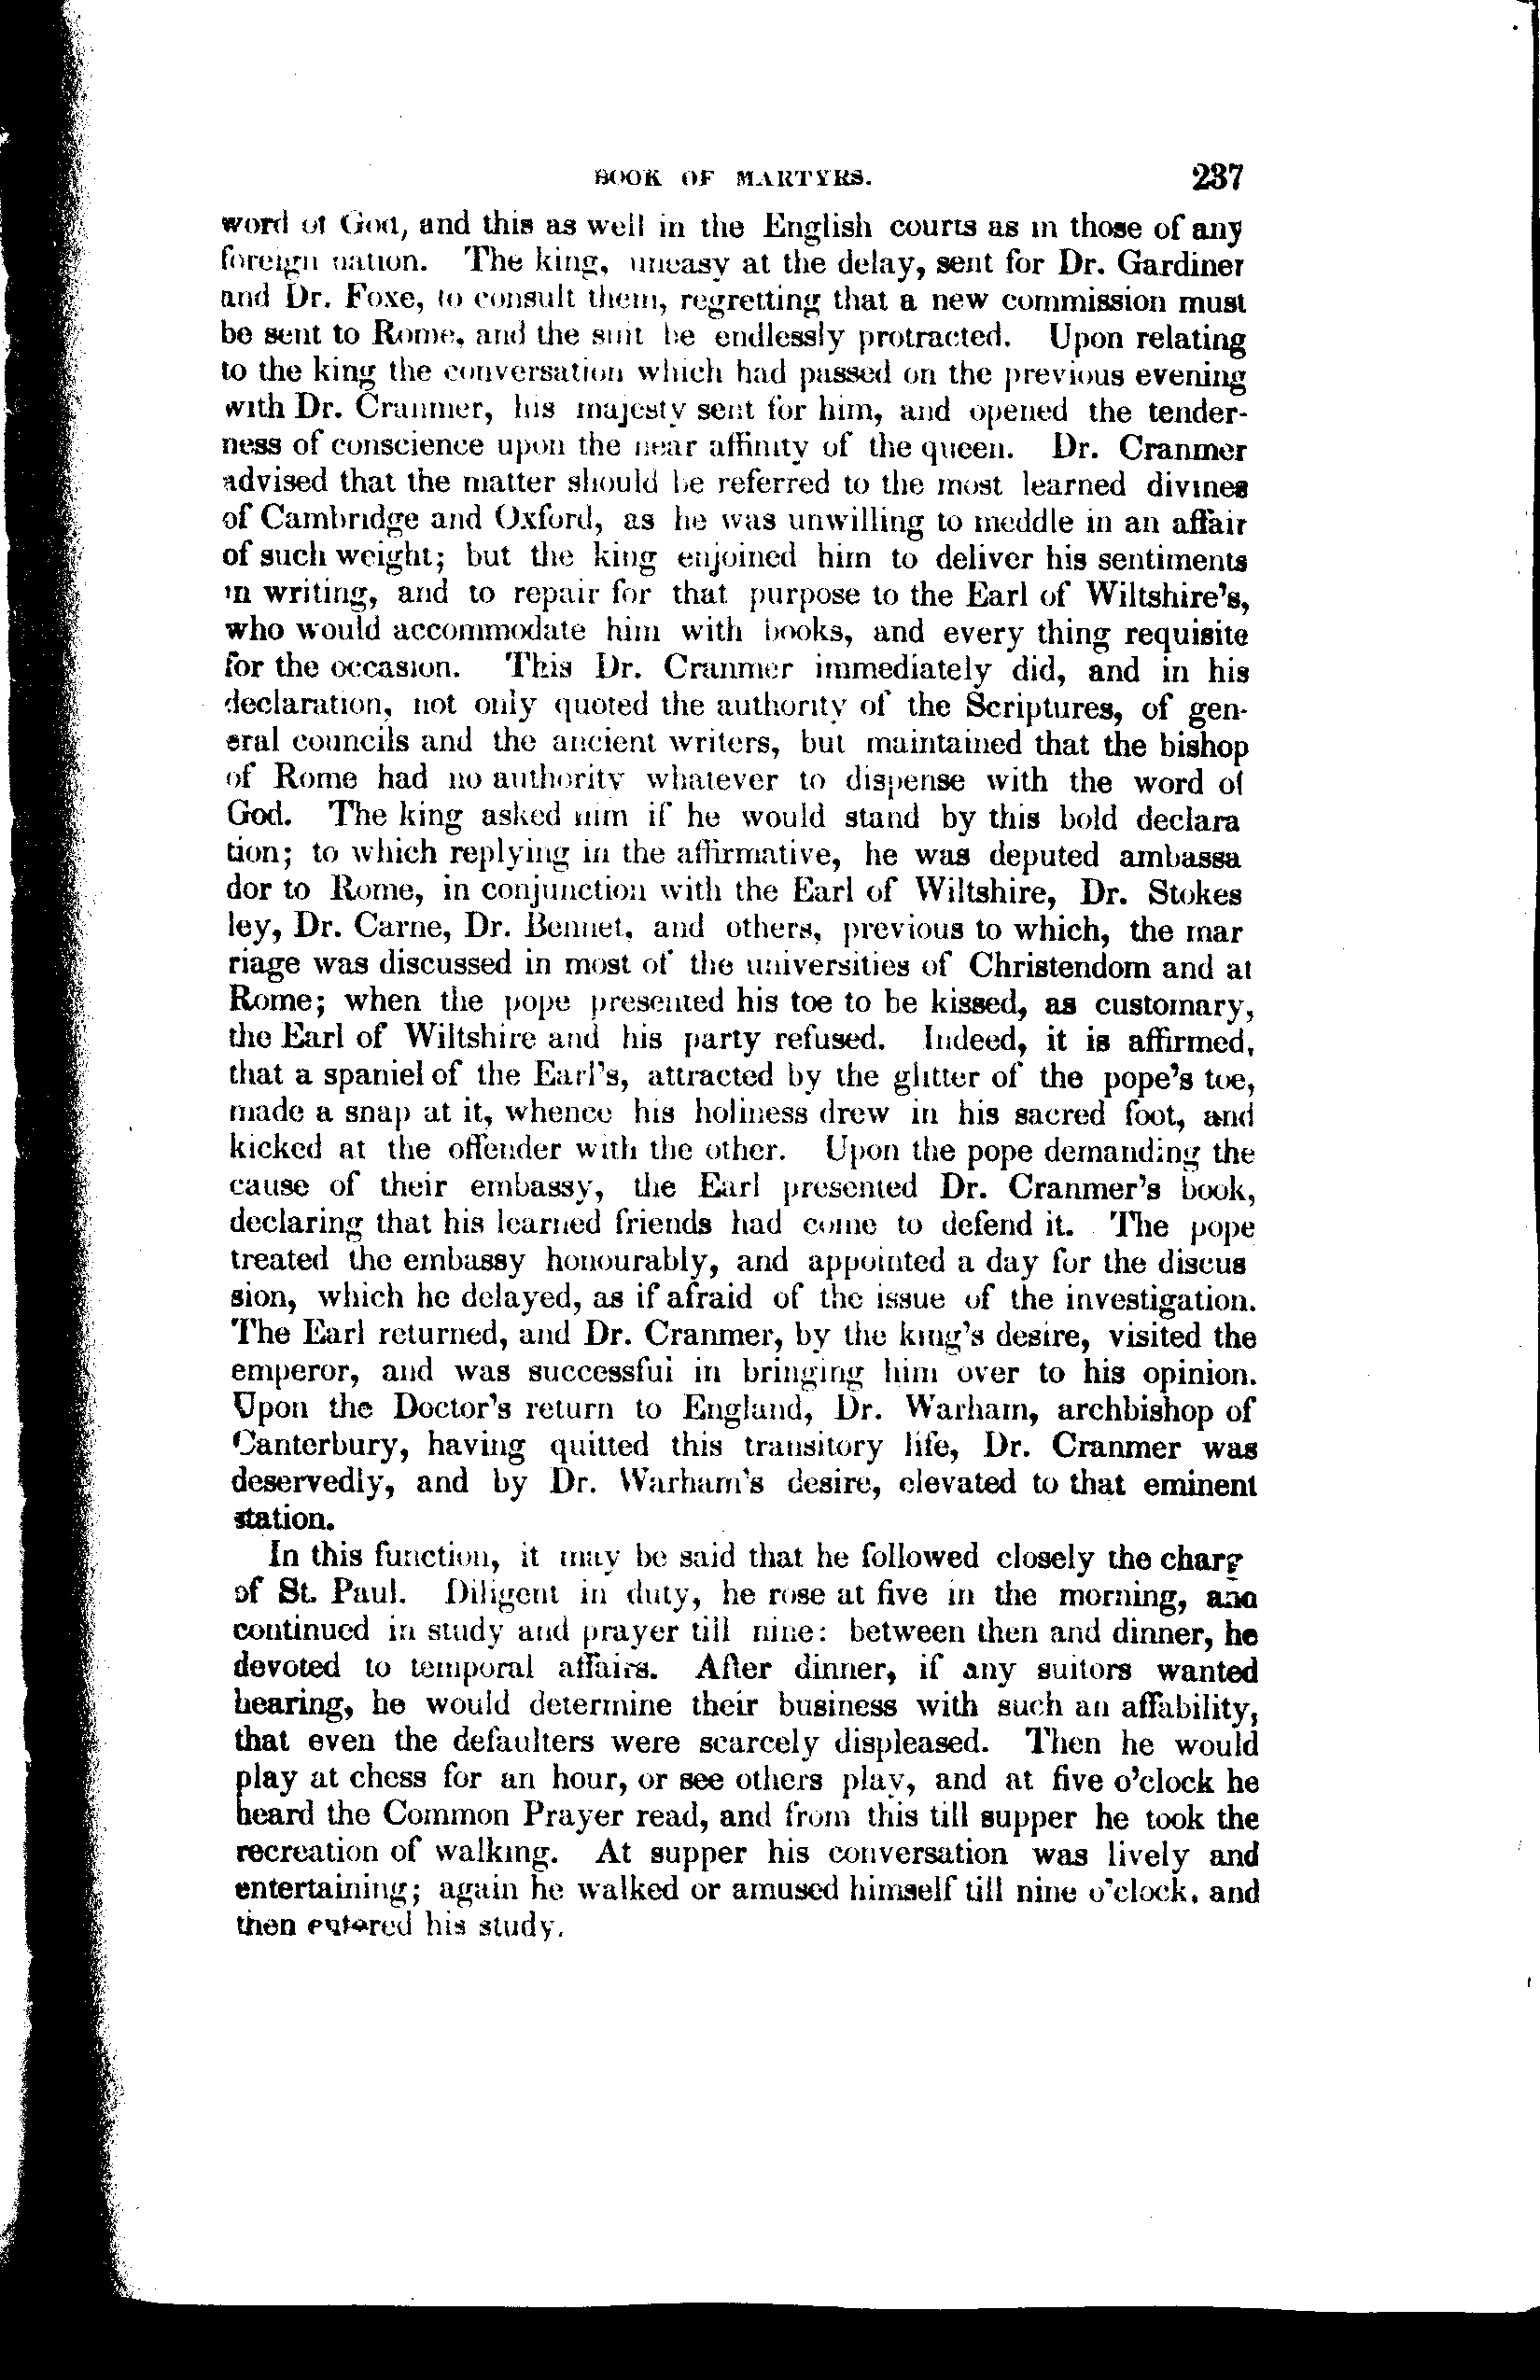 BOOK OF MARTYRS. 237
word of God, and this as well in the English courts as in those of any
foreign nation. The king, uneasy at the delay, sent for Dr. Gardiner
and Dr. Foxe, to consult them, regretting that a new commission must
be sent to Rome, and the suit be endlessly protracted. Upon relating
to the king the conversation which had passed on the previous evening
with Dr. Cranmer, his majesty sent for him, and opened the tender-
ness of conscience upon the near affinity of the queen. Dr. Cranmer
advised that the matter should be referred to the most learned divines
of Cambridge and Oxford, as he was unwilling to meddle in an affair
of such weight; but the king enjoined him to deliver his sentiments
in writing, and to repair for that purpose to the Earl of Wiltshire's,
who would accommodate him with books, and every thing requisite
for the occasion. This Dr. Cranmer immediately did, and in his
declaration, not only quoted the authority of the Scriptures, of gen-
eral councils and the ancient writers, but maintained that the bishop
of Rome had no authority whatever to dispense with the word of
God. The king asked him if he would stand by this bold declara
tion; to which replying in the affirmative, he was deputed ambassa
dor to Rome, in conjunction with the Earl of Wiltshire, Dr. Stokes
ley, Dr. Carne, Dr. Bennet, and others, previous to which, the mar
riage was discussed in most of the universities of Christendom and at
Rome; when the pope presented his toe to be kissed, as customary,
the Earl of Wiltshire and his party refused. Indeed, it is affirmed,
that a spaniel of the Earl's, attracted by the glitter of the pope's toe,
made a snap at it, whence his holiness drew in his sacred foot, and
kicked at the offender with the other. Upon the pope demanding the
cause of their embassy, the Earl presented Dr. Cranmer's book,
declaring that his learned friends had come to defend it. The pope
treated the embassy honourably, and appointed a day for the discus
sion, which he delayed, as if afraid of the issue of the investigation.
The Earl returned, and Dr. Cranmer, by the king's desire, visited the
emperor, and was successful in bringing him over to his opinion.
Upon the Doctor's return to England, Dr. Warham, archbishop of
Canterbury, having quitted this transitory life, Dr. Cranmer was
deservedly, and by Dr. Warham's desire, elevated to that eminent
station.
In this function, it may be said that he followed closely the charg
of St. Paul. Diligent in duty, he rose at five in the morning, and
continued in study and prayer till nine: between then and dinner, he
devoted to temporal affairs. After dinner, if any suitors wanted
hearing, he would determine their business with such an affability,
that even the defaulters were scarcely displeased. Then he would
play at chess for an hour, or see others play, and at five o'clock he
heard the Common Prayer read, and from this till supper he took the
recreation of walking. At supper his conversation was lively and
entertaining; again he walked or amused himself till nine o'clock, and
then entered his study.